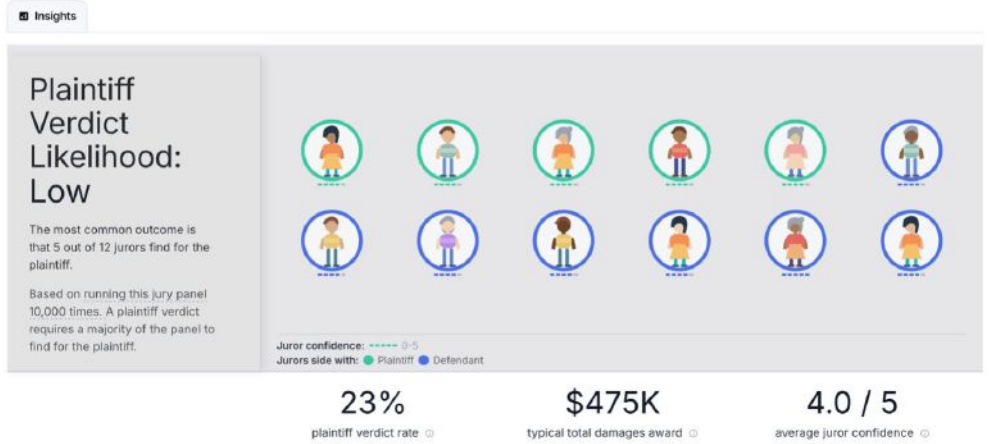 Insights
Plaintiff
Verdict
Likelihood:
Low
The most common outcome is
that 5 out of 12 jurors find for the
plaintiff.
Based on running this jury panel
10,000 times. A plaintiff verdict
requires a majority of the panel to
find for the plaintiff.
Juror confidence: 0-5
Jurors side with: Plaintiff Defendant
23%
plaintiff verdict rate
$475K
typical total damages award
4.0 / 5
average juror confidence